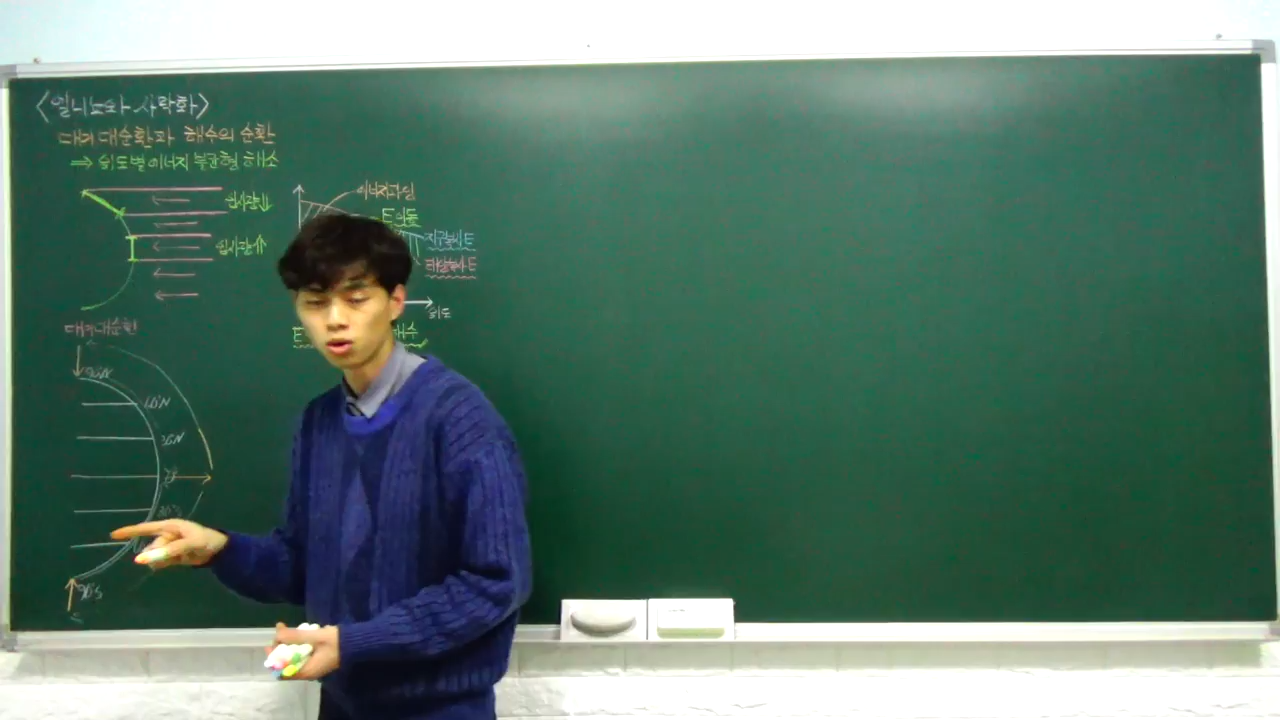 <엘니뇨와 사막화>
대기 대순환과 해수의 순환
⇒ 위도별 에너지 불균형 해소
입사량↓
입사량↑
에너지과잉
E이동
지구복사E
태양복사E
위도
E
해수
대기대순환
90°N
60°N
30°N
0°
30°S
90°S